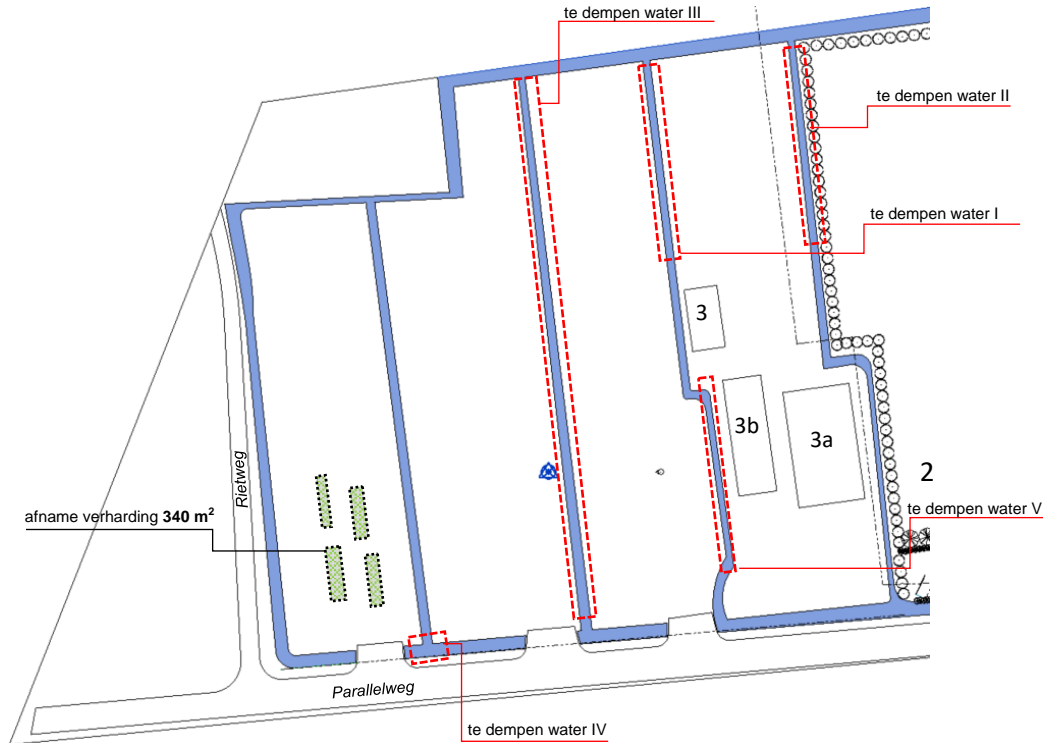 te dempen water III
te dempen water II
te dempen water I
3
3b
3a
2
Rietweg
afname verharding 340 m²
te dempen water V
Parallelweg
te dempen water IV